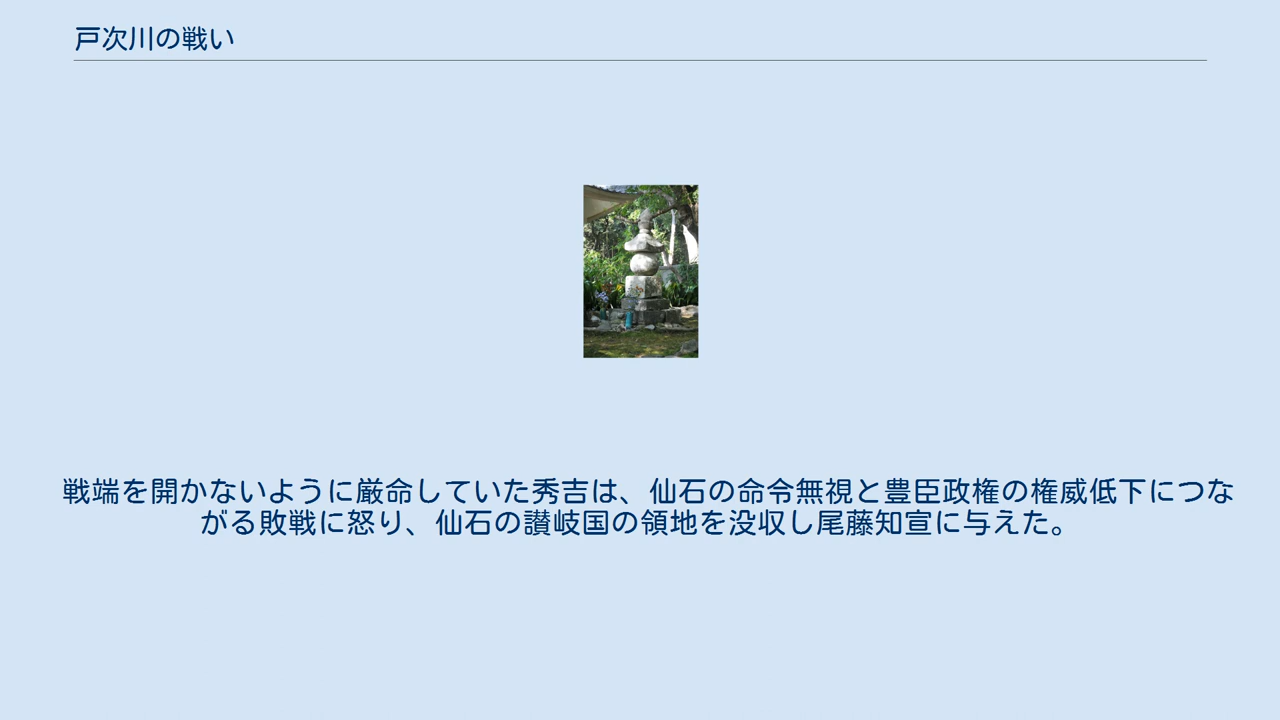 戸次川の戦い
戦端を開かないように厳命していた秀吉は、仙石の命令無視と豊臣政権の権威低下につな
がる敗戦に怒り、仙石の讃岐国の領地を没収し尾藤知宣に与えた。